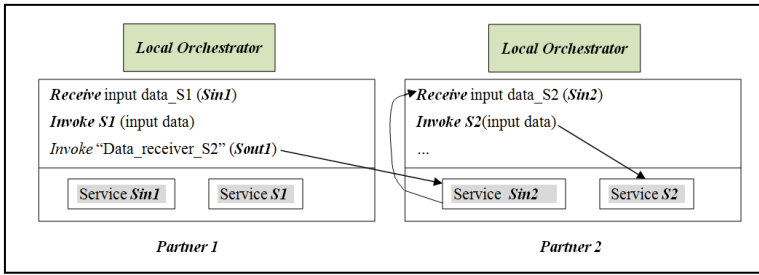 Local Orchestrator
Receive input data_S1 (Sin1)
Invoke S1 (input data)
Invoke “Data_receiver_S2” (Sout1)
Service Sin1
Service S1
Partner 1
Local Orchestrator
Receive input data_S2 (Sin2)
Invoke S2(input data)
...
Service Sin2
Service S2
Partner 2